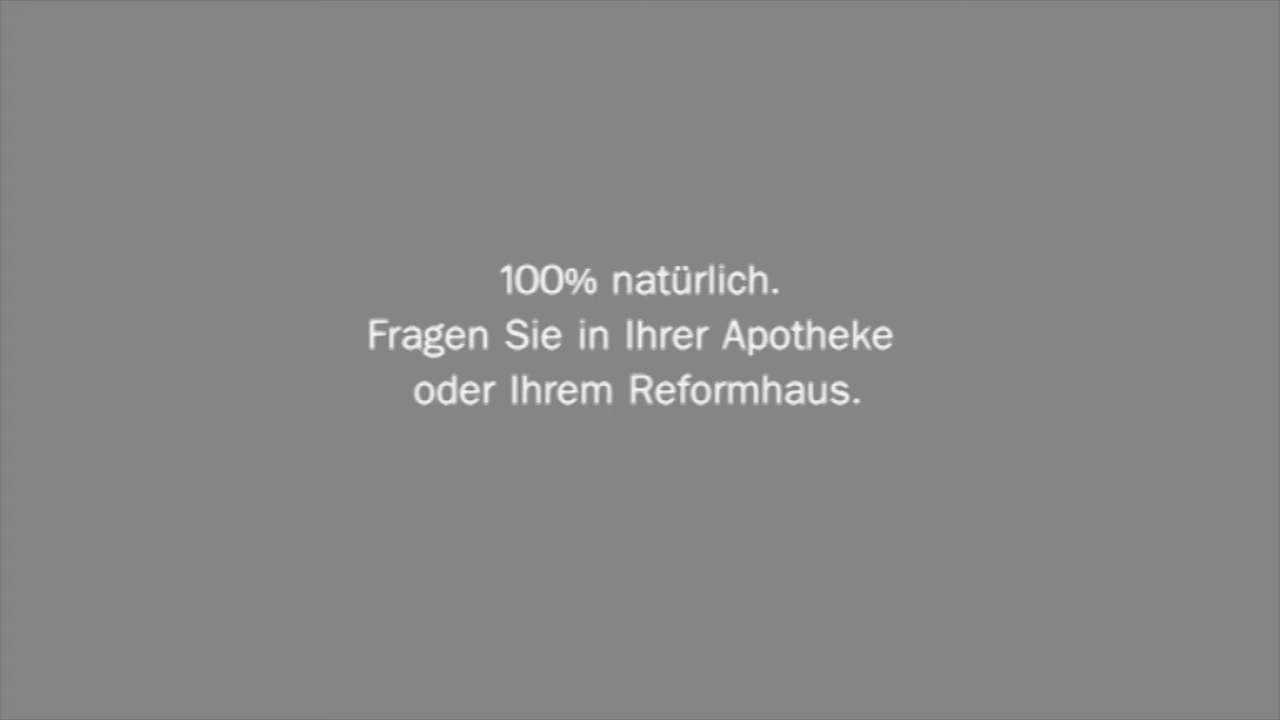 100% natürlich.
Fragen Sie in Ihrer Apotheke
oder Ihrem Reformhaus.